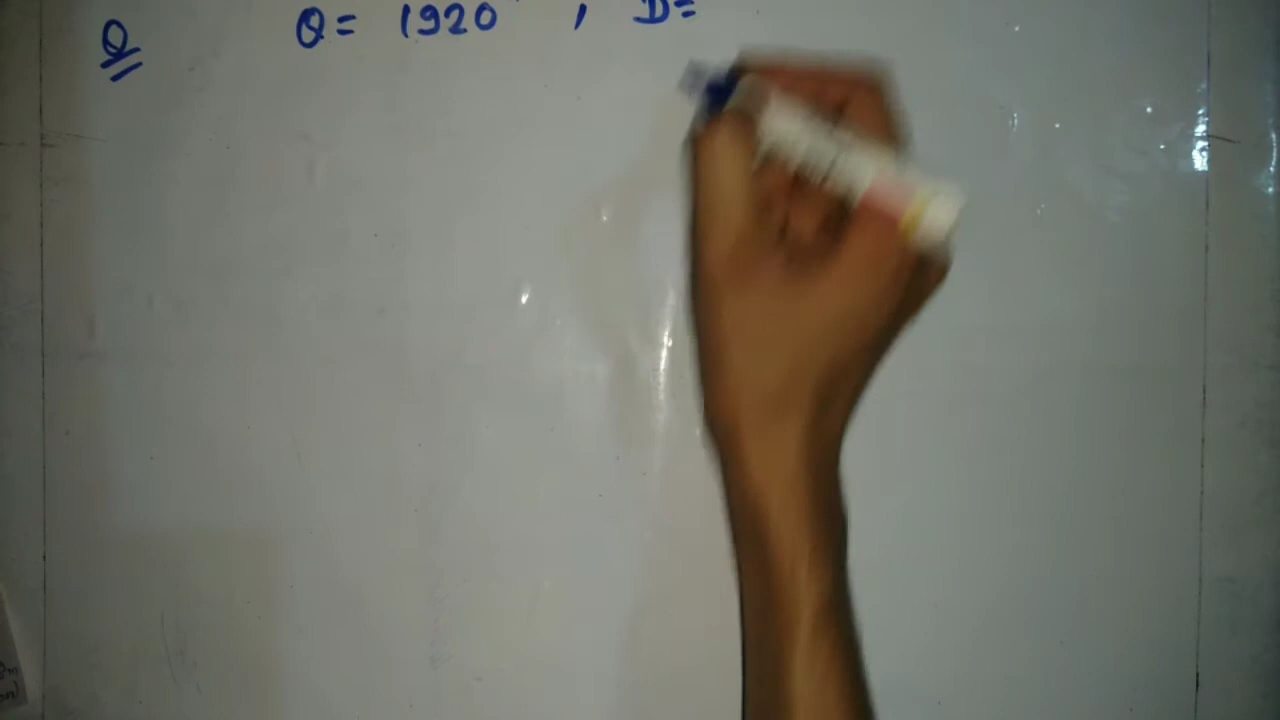 Q Q = 1920 , D=